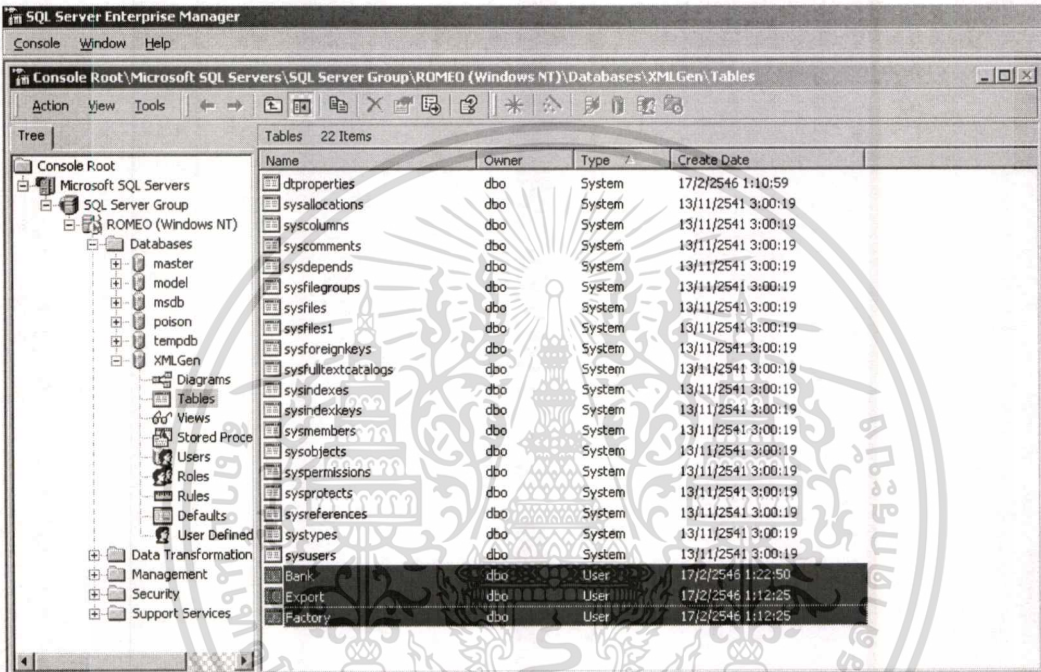 SQL Server Enterprise Manager
Console Window Help
Console Root\Microsoft SQL Servers\SQL Server Group\ROMEO (Windows NT)\Databases\XMLGen\Tables
Action View Tools
Tree
Tables 22 Items
Console Root
Microsoft SQL Servers
SQL Server Group
ROMEO (Windows NT)
Databases
master
model
msdb
poison
tempdb
XMLGen
Diagrams
Tables
Views
Stored Proce
Users
Roles
Rules
Defaults
User Defined
Data Transformation
Management
Security
Support Services
Name Owner Type Create Date
dtproperties dbo System 17/2/2546 1:10:59
sysallocations dbo System 13/11/2541 3:00:19
syscolumns dbo System 13/11/2541 3:00:19
syscomments dbo System 13/11/2541 3:00:19
sysdepends dbo System 13/11/2541 3:00:19
sysfilegroups dbo System 13/11/2541 3:00:19
sysfiles dbo System 13/11/2541 3:00:19
sysfiles1 dbo System 13/11/2541 3:00:19
sysforeignkeys dbo System 13/11/2541 3:00:19
sysfulltextcatalogs dbo System 13/11/2541 3:00:19
sysindexes dbo System 13/11/2541 3:00:19
sysindexkeys dbo System 13/11/2541 3:00:19
sysmembers dbo System 13/11/2541 3:00:19
sysobjects dbo System 13/11/2541 3:00:19
syspermissions dbo System 13/11/2541 3:00:19
sysprotects dbo System 13/11/2541 3:00:19
sysreferences dbo System 13/11/2541 3:00:19
systypes dbo System 13/11/2541 3:00:19
sysusers dbo System 13/11/2541 3:00:19
Bank dbo User 17/2/2546 1:22:50
Export dbo User 17/2/2546 1:12:25
Factory dbo User 17/2/2546 1:12:25